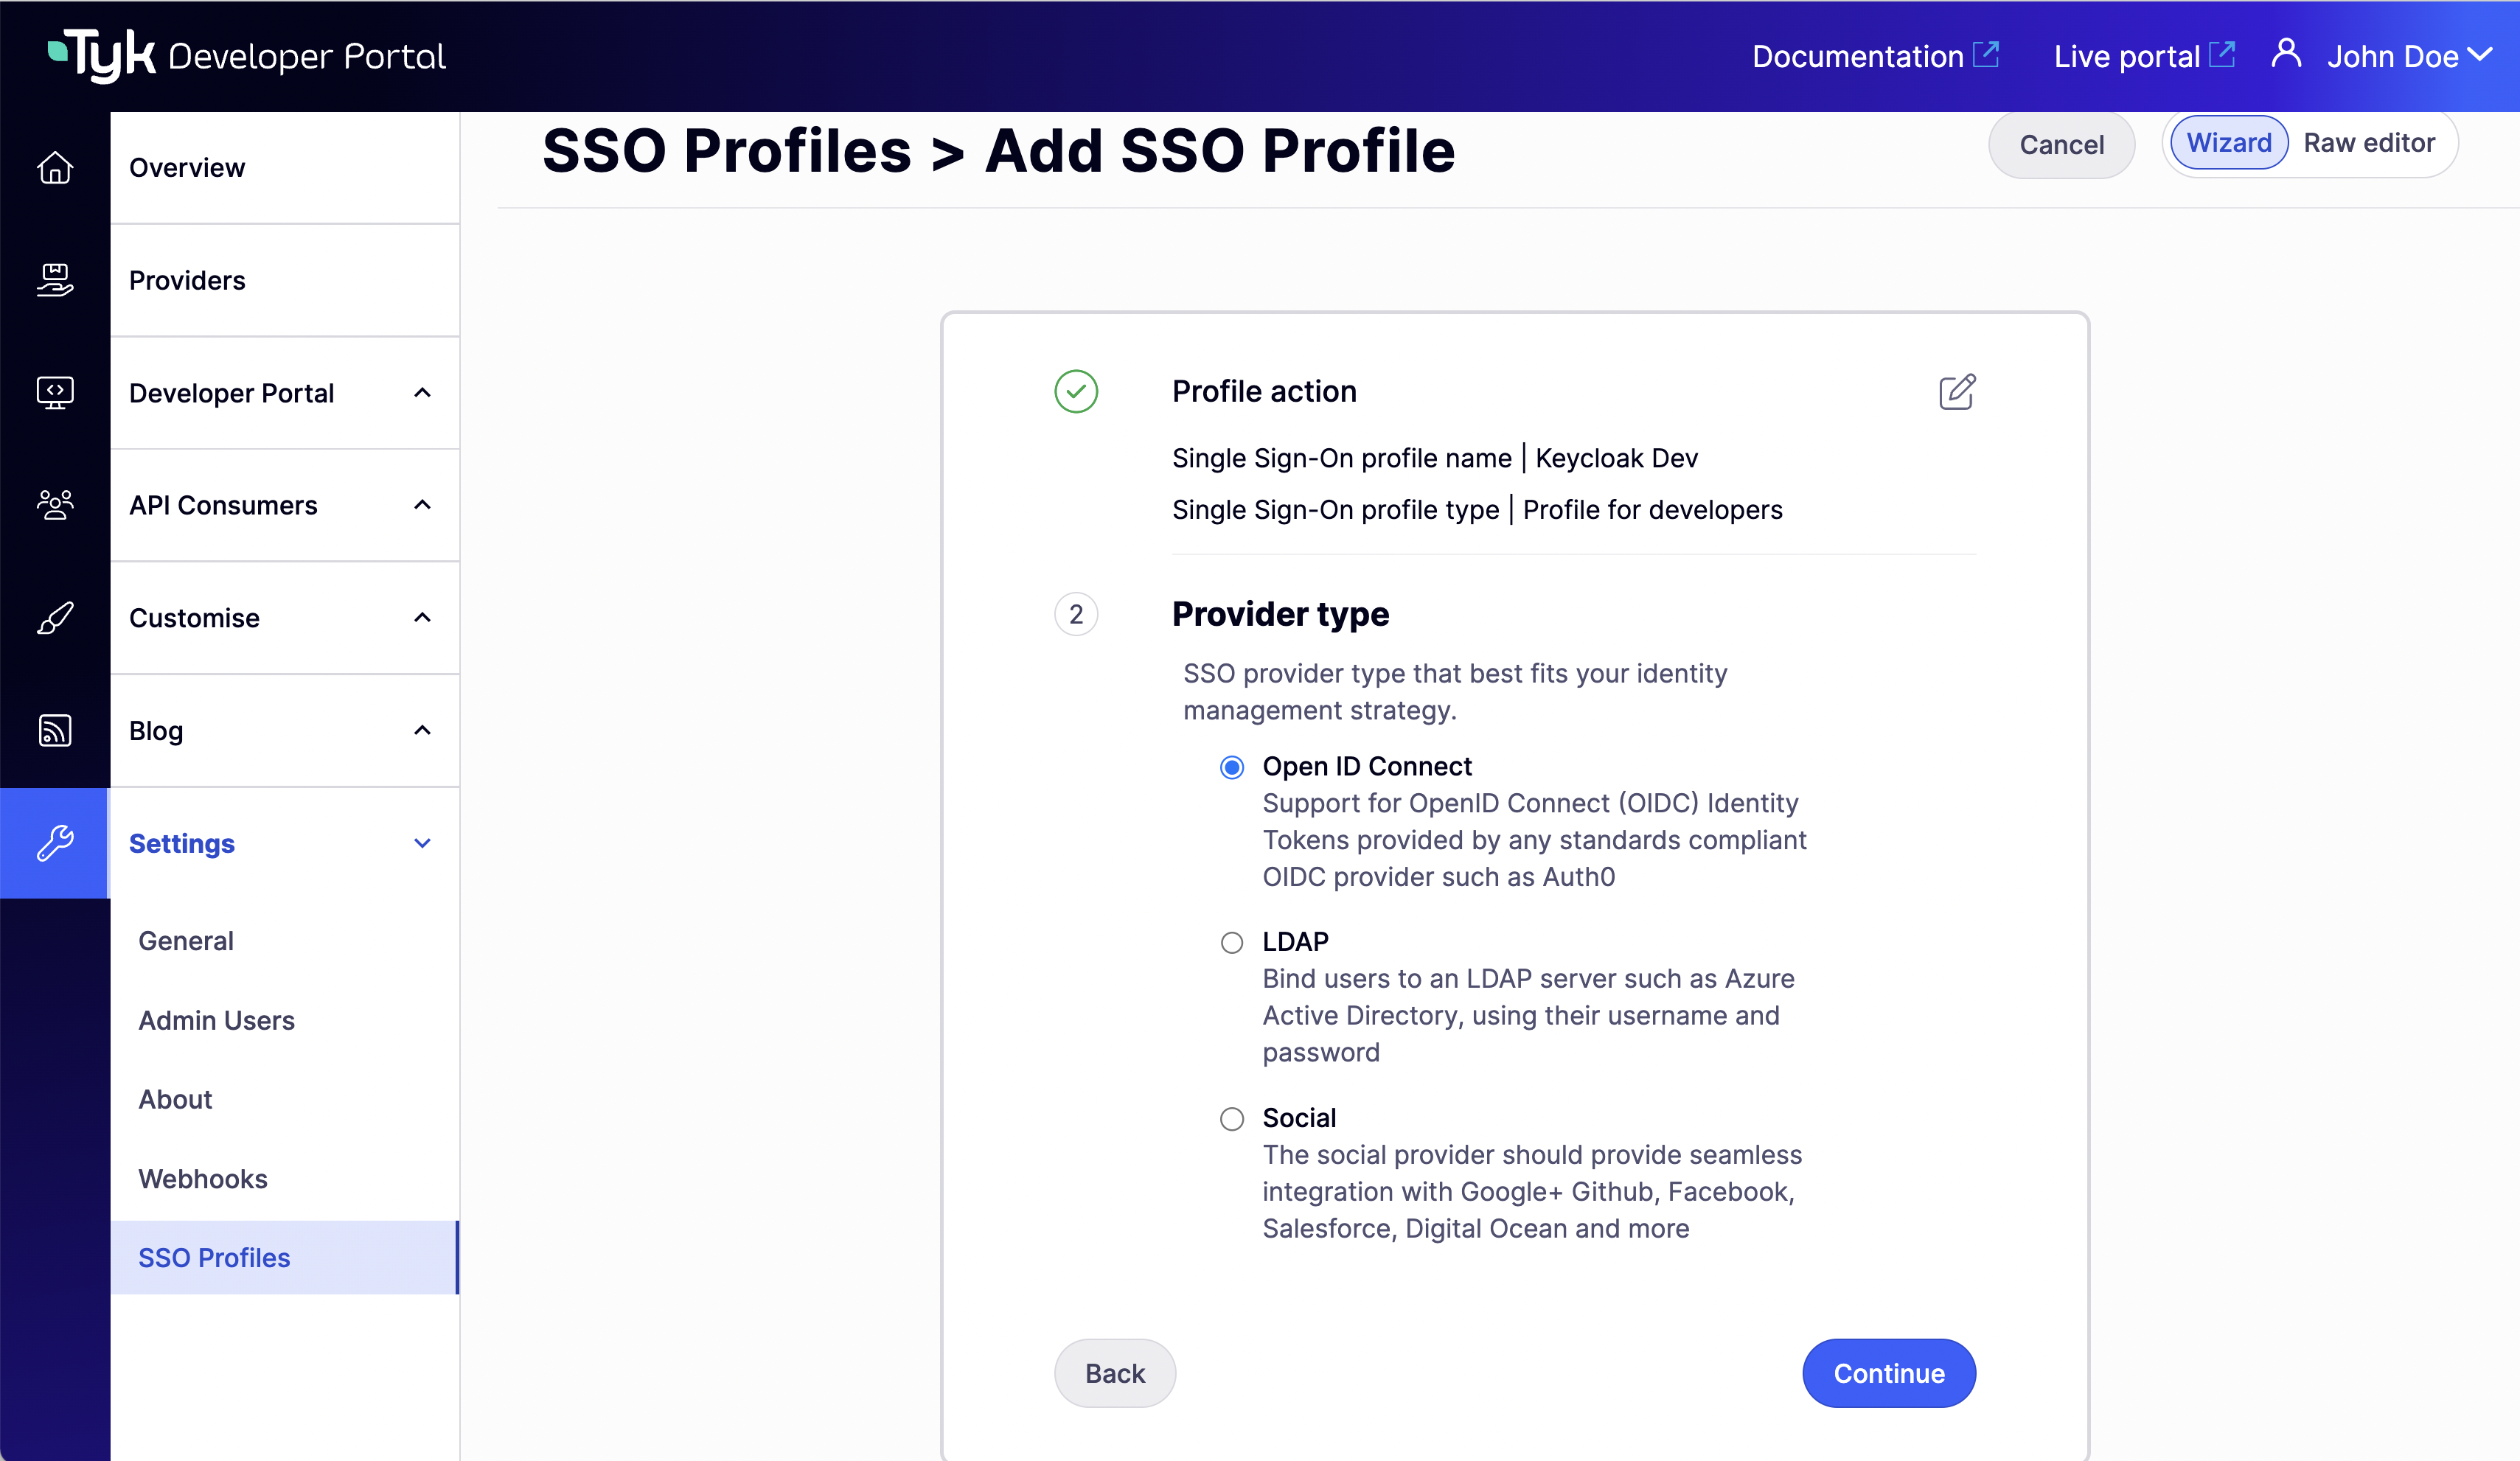 Tyk Developer Portal
Documentation
Live portal
John Doe
Overview
Providers
Developer Portal
API Consumers
Customise
Blog
Settings
General
Admin Users
About
Webhooks
SSO Profiles
SSO Profiles > Add SSO Profile
Cancel
Wizard
Raw editor
Profile action
Single Sign-On profile name | Keycloak Dev
Single Sign-On profile type | Profile for developers
2
Provider type
SSO provider type that best fits your identity
management strategy.
Open ID Connect
Support for OpenID Connect (OIDC) Identity
Tokens provided by any standards compliant
OIDC provider such as Auth0
LDAP
Bind users to an LDAP server such as Azure
Active Directory, using their username and
password
Social
The social provider should provide seamless
integration with Google+ Github, Facebook,
Salesforce, Digital Ocean and more
Back
Continue